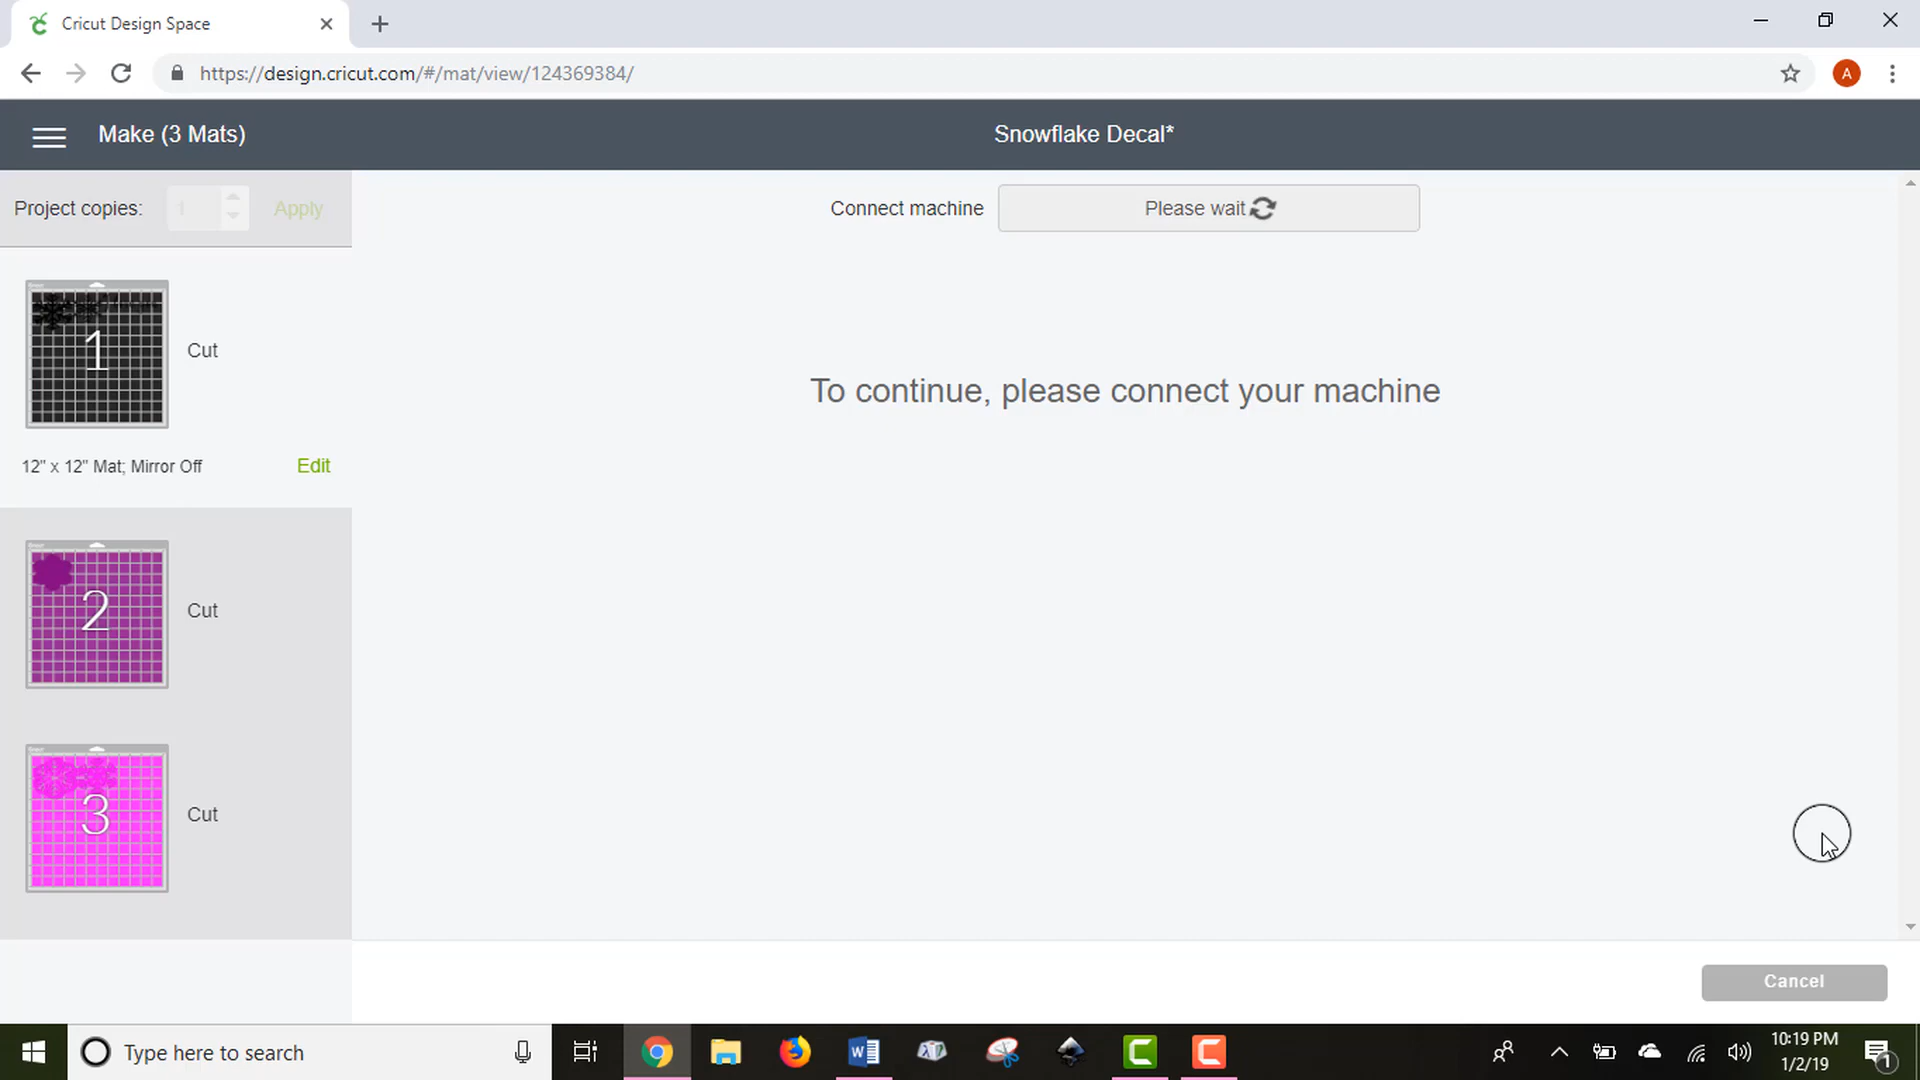 Cricut Design Space
https://design.cricut.com/#/mat/view/124369384/
A
Make (3 Mats)
Snowflake Decal*
Project copies: 1 Apply
Connect machine
Please wait
1
Cut
To continue, please connect your machine
12" x 12" Mat; Mirror Off
Edit
2
Cut
3
Cut
Cancel
Type here to search
10:19 PM
1/2/19
1